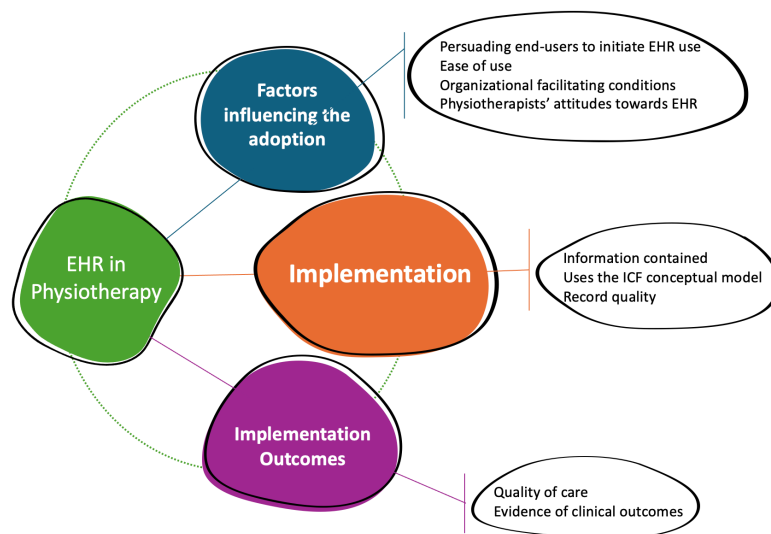 Factors
influencing the
adoption
Persuading end-users to initiate EHR use
Ease of use
Organizational facilitating conditions
Physiotherapists’ attitudes towards EHR
EHR in
Physiotherapy
Implementation
Information contained
Uses the ICF conceptual model
Record quality
Implementation
Outcomes
Quality of care
Evidence of clinical outcomes